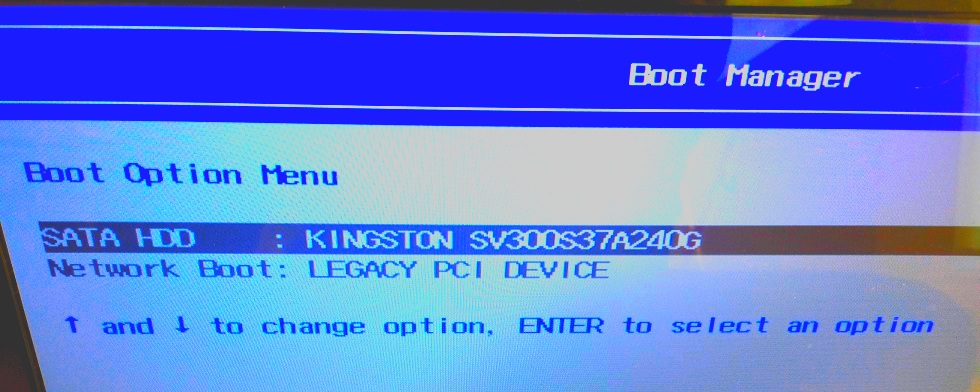 Boot Manager
Boot Option Menu
SATA HDD : KINGSTON SV300S37A240G
Network Boot: LEGACY PCI DEVICE
↑ and ↓ to change option, ENTER to select an option